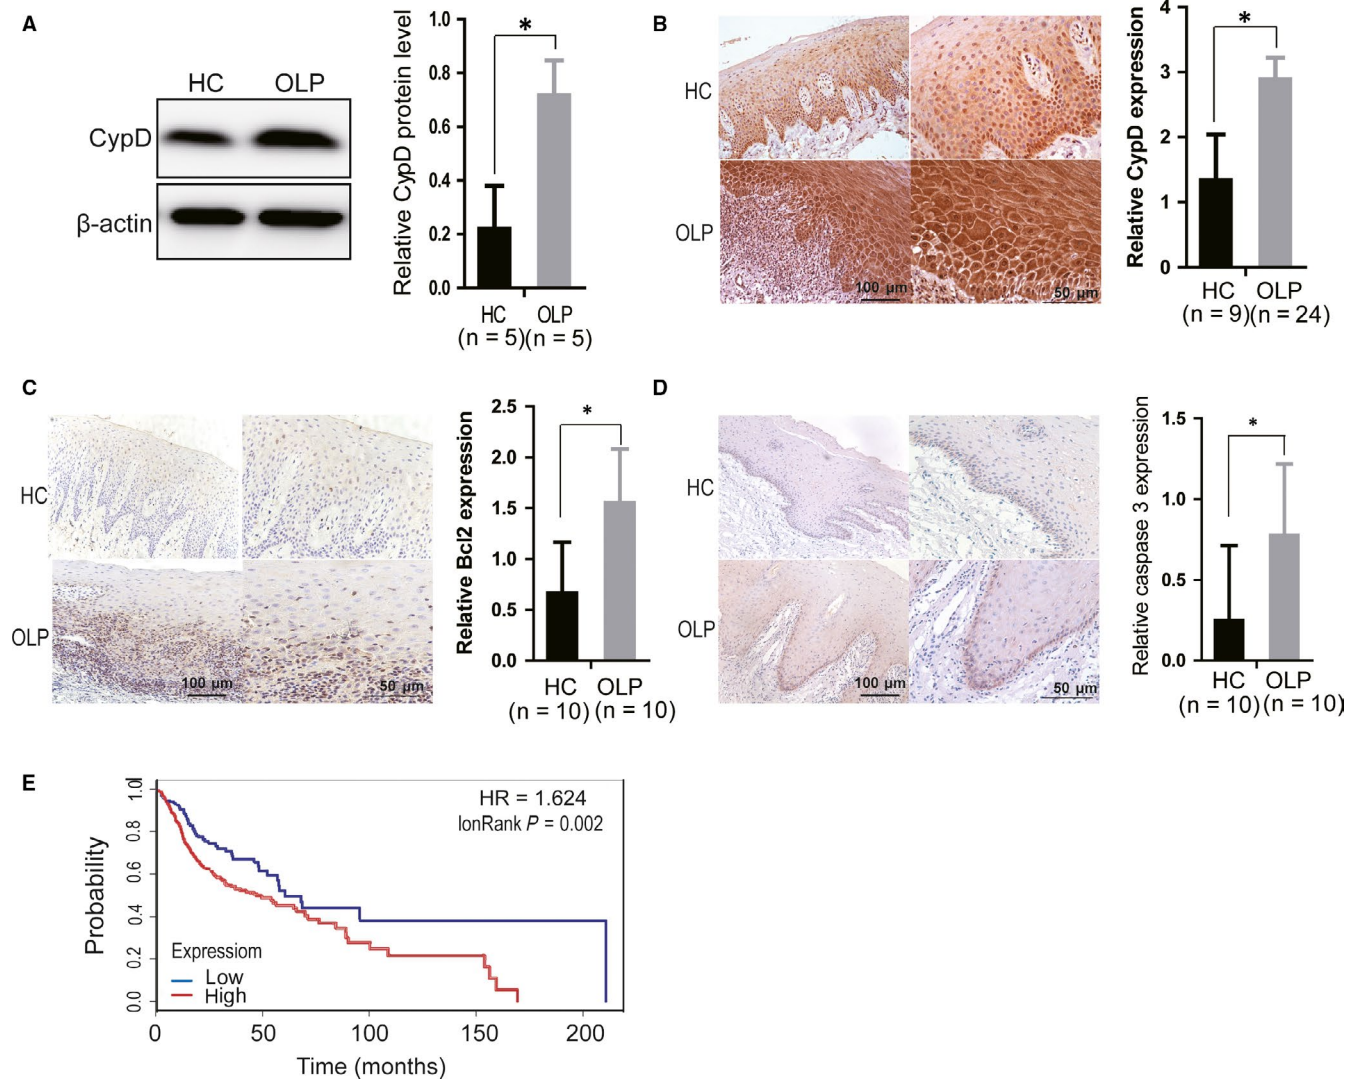 A
HC OLP
CypD
β-actin
Relative CypD protein level
1.0
0.8
0.6
0.4
0.2
0.0
*
HC OLP
(n = 5)(n = 5)
B
HC
OLP
100 μm
50 μm
Relative CypD expression
4
3
2
1
0
*
HC OLP
(n = 9)(n = 24)
C
HC
OLP
100 μm
50 μm
Relative Bcl2 expression
2.5
2.0
1.5
1.0
0.5
0.0
*
HC OLP
(n = 10) (n = 10)
D
HC
OLP
100 μm
50 μm
Relative caspase 3 expression
1.5
1.0
0.5
0.0
*
HC OLP
(n = 10) (n = 10)
E
Probability
1.0
0.8
0.6
0.4
0.2
0.0
HR = 1.624
lonRank P = 0.002
Expressiom
Low
High
0 50 100 150 200
Time (months)